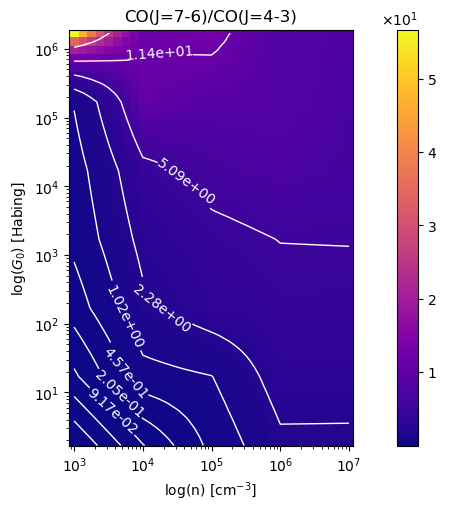 CO(J=7-6)/CO(J=4-3)
×10¹
log(G₀) [Habing]
10⁶
10⁵
10⁴
10³
10²
10¹
1.14e+01
5.09e+00
2.28e+00
1.02e+00
4.57e-01
2.05e-01
9.17e-02
5
4
3
2
1
10³ 10⁴ 10⁵ 10⁶ 10⁷
log(n) [cm⁻³]